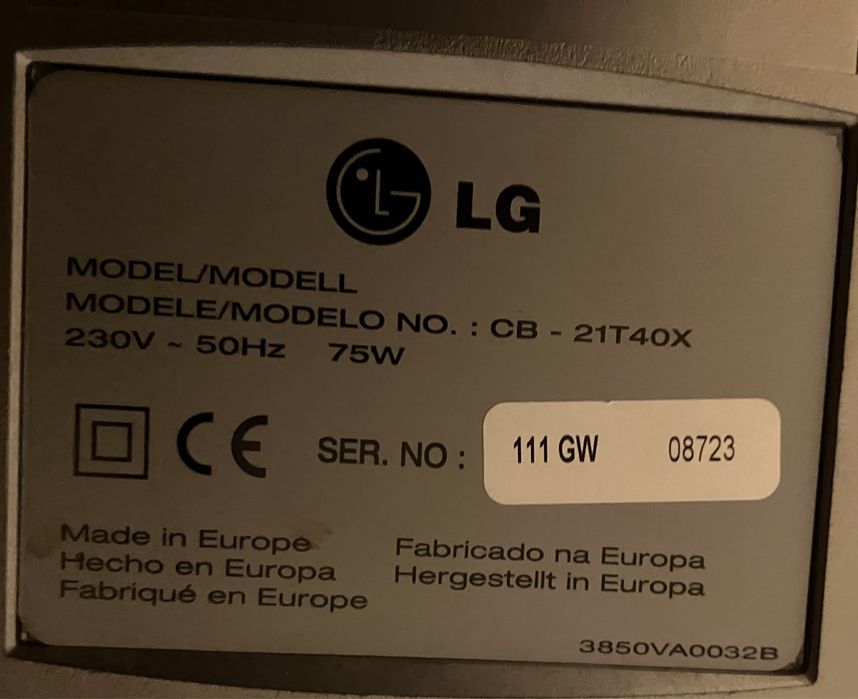 LG
MODEL/MODELL
MODELE/MODELO NO. : CB - 21T40X
230V ~ 50Hz 75W
CE SER. NO : 111 GW 08723
Made in Europe
Hecho en Europa
Fabriqué en Europe
Fabricado na Europa
Hergestellt in Europa
3850VA0032B